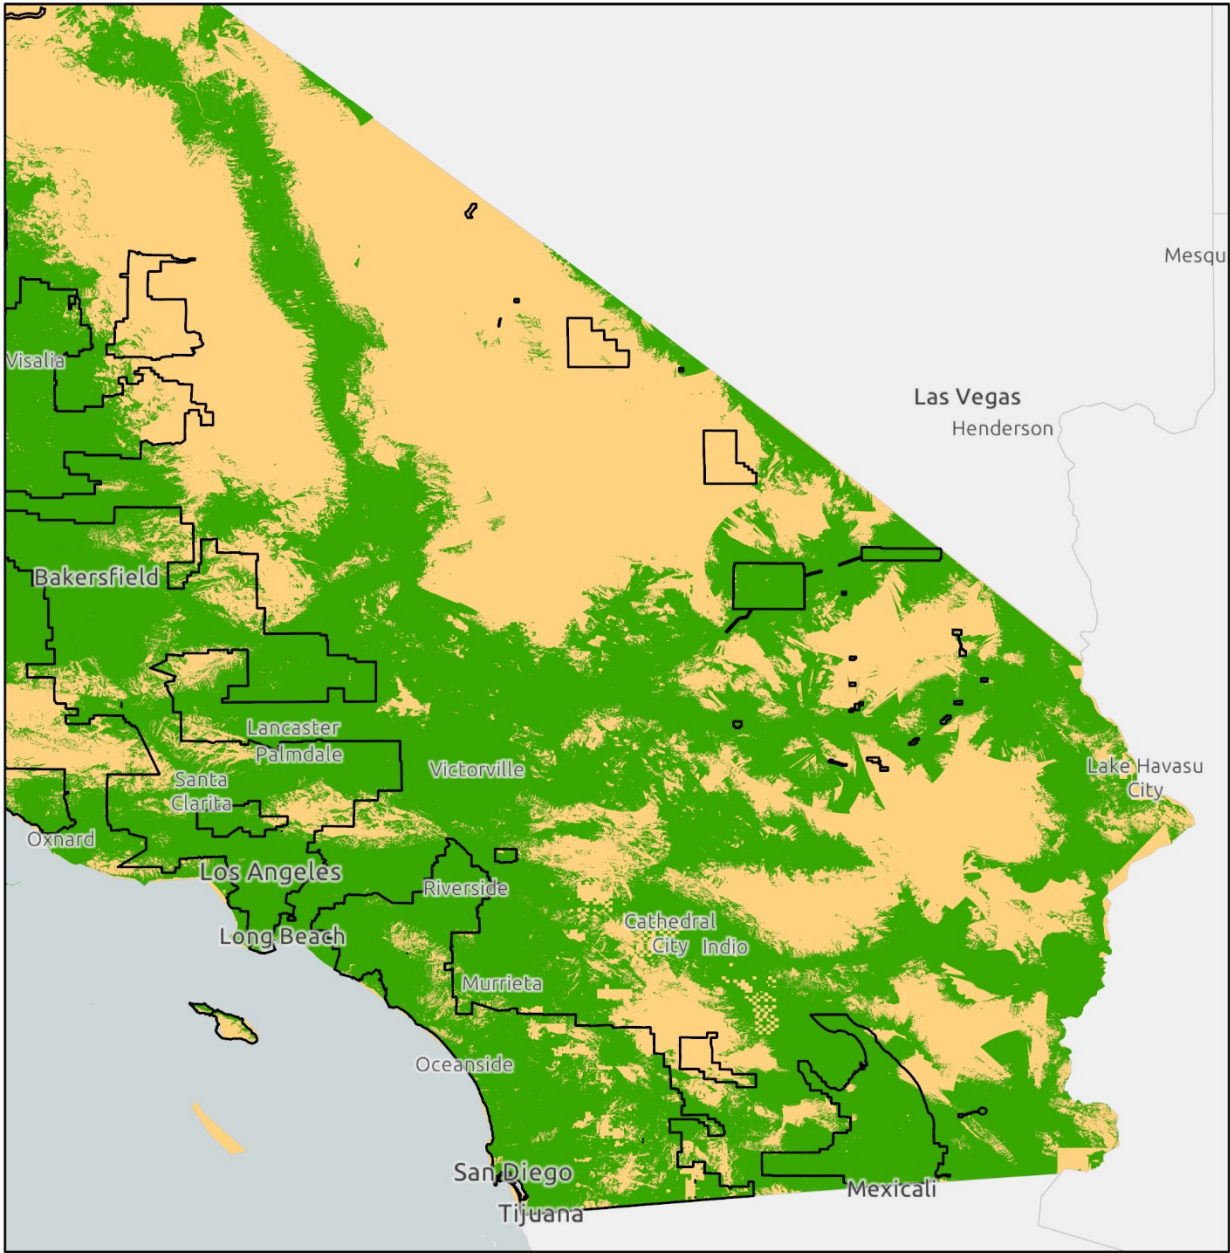 Mesqu
Visalia
Las Vegas
Henderson
Bakersfield
Lancaster
Palmdale
Victorville
Santa
Clarita
Lake Havasu
City
Oxnard
Los Angeles
Riverside
Cathedral
City
Indio
Long Beach
Murrieta
Oceanside
San Diego
Mexicali
Tijuana